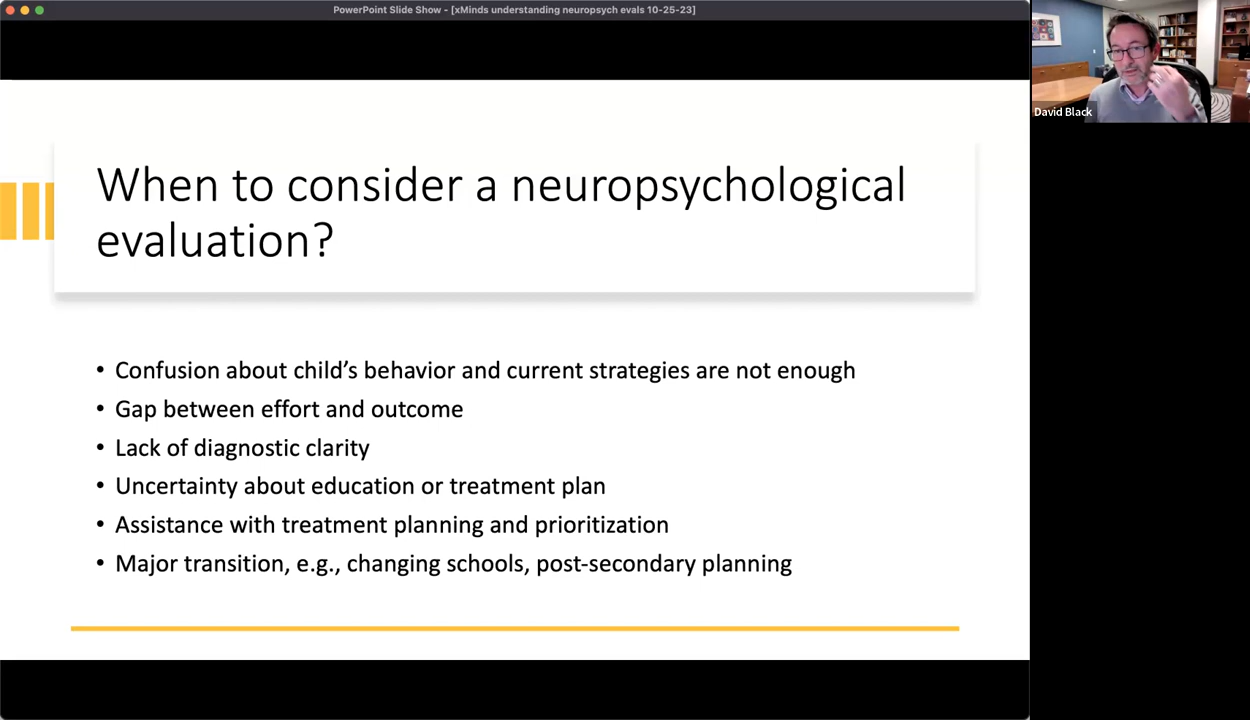 PowerPoint Slide Show - [xMinds understanding neuropsych evals 10-25-23]
David Black
When to consider a neuropsychological
evaluation?
• Confusion about child’s behavior and current strategies are not enough
• Gap between effort and outcome
• Lack of diagnostic clarity
• Uncertainty about education or treatment plan
• Assistance with treatment planning and prioritization
• Major transition, e.g., changing schools, post-secondary planning